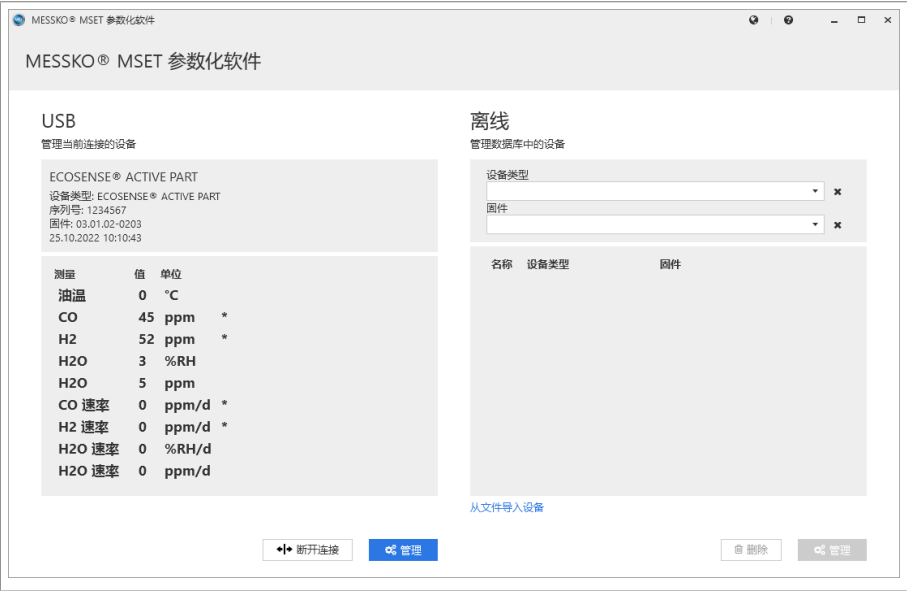 MESSKO® MSET 参数化软件
MESSKO® MSET 参数化软件
USB
管理当前连接的设备
ECOSENSE® ACTIVE PART
设备类型: ECOSENSE® ACTIVE PART
序列号: 1234567
固件: 03.01.02-0203
25.10.2022 10:10:43
测量 值 单位
油温 0 °C
CO 45 ppm *
H2 52 ppm *
H2O 3 %RH
H2O 5 ppm
CO 速率 0 ppm/d *
H2 速率 0 ppm/d *
H2O 速率 0 %RH/d
H2O 速率 0 ppm/d
断开连接 管理
离线
管理数据库中的设备
设备类型
固件
名称 设备类型 固件
从文件导入设备
删除 管理